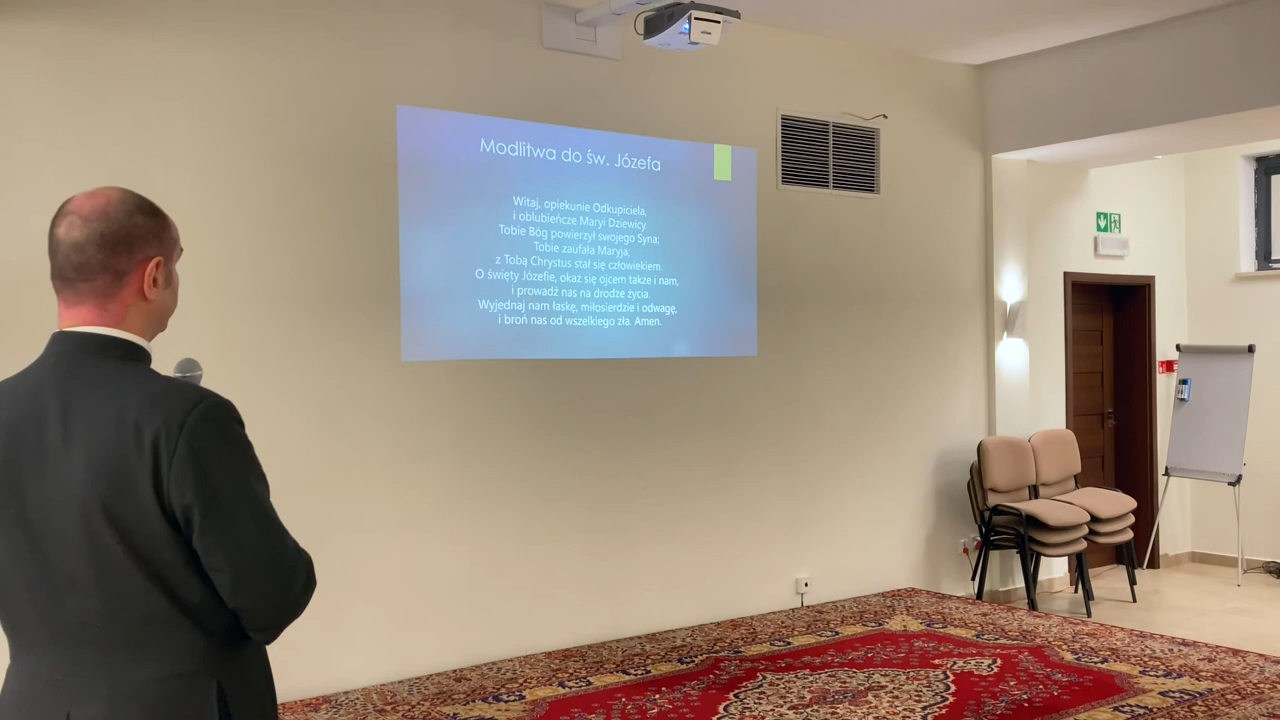 Modlitwa do św. Józefa
Witaj, opiekunie Odkupiciela,
i oblubieńcze Maryi Dziewicy.
Tobie Bóg powierzył swojego Syna;
Tobie zaufała Maryja;
z Tobą Chrystus stał się człowiekiem.
O święty Józefie, okaz się ojcem także i nam,
i prowadź nas na drodze życia.
Wyjednaj nam łaskę, miłosierdzie i odwagę,
i broń nas od wszelkiego zła. Amen.